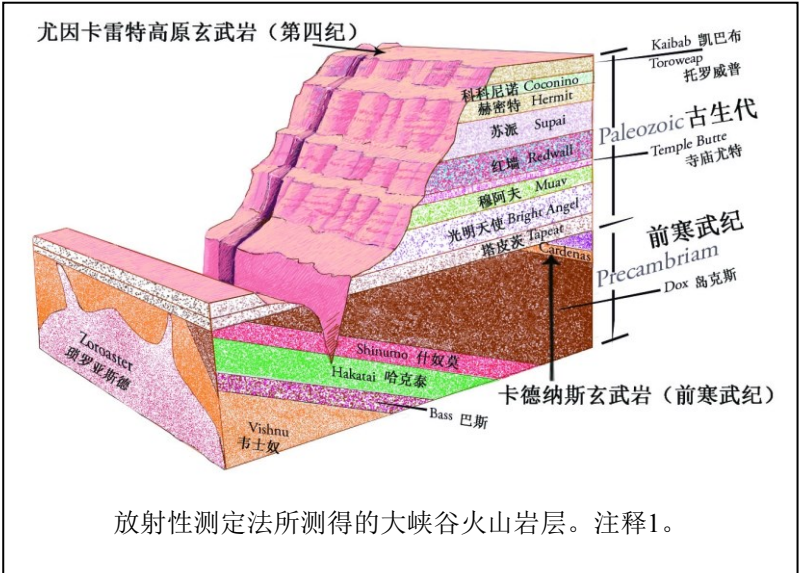 尤因卡雷特高原玄武岩（第四纪）
Kaibab 凯巴布
Toroweap
托罗威普
科科尼诺 Coconino
赫密特 Hermit
苏派 Supai
Paleozoic 古生代
红墙 Redwall
Temple Butte
寺庙尤特
穆阿夫 Muav
光明天使 Bright Angel
塔皮茨 Tapeat
前寒武纪
Cardenas
Precambriam
Dox 岛克斯
Zoroaster
琐罗亚斯德
Shinumo 什奴莫
Hakatai 哈克泰
卡德纳斯玄武岩（前寒武纪）
Bass 巴斯
Vishnu
韦士奴
放射性测定法所测得的大峡谷火山岩层。注释1。